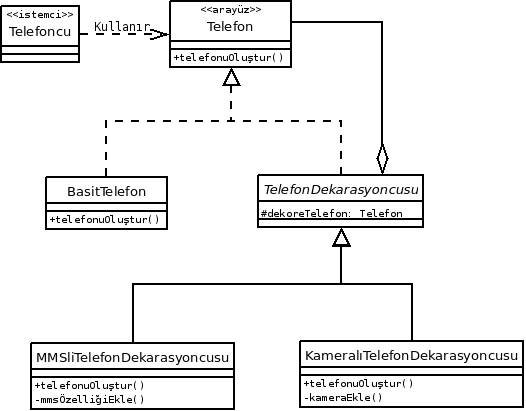 <<istemci>>
Telefoncu
Kullanır
<<arayüz>>
Telefon
+telefonuOluştur()
BasitTelefon
+telefonuOluştur()
TelefonDekarasyoncusu
#dekoreTelefon: Telefon
MMSliTelefonDekarasyoncusu
+telefonuOluştur()
-mmsÖzelliğiEkle()
KameralıTelefonDekarasyoncusu
+telefonuOluştur()
-kameraEkle()